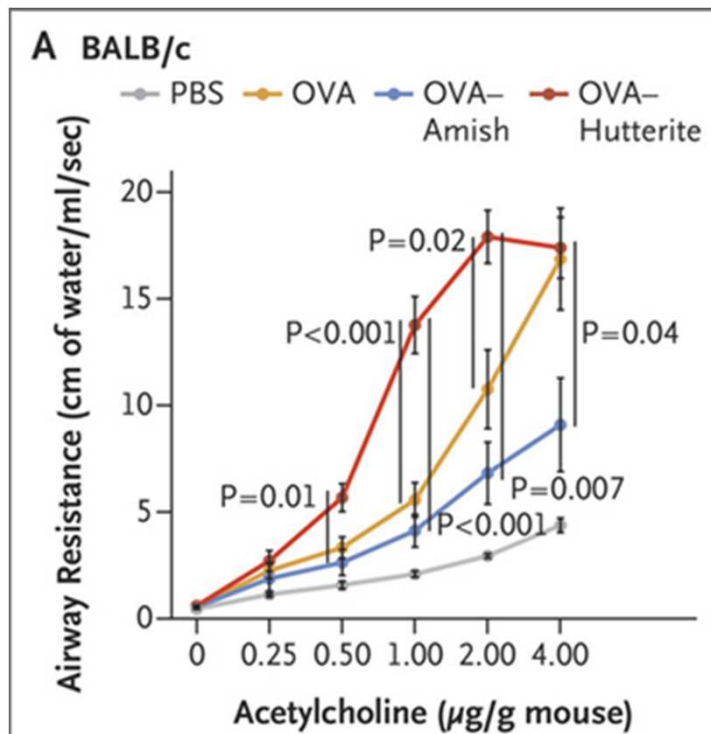 A BALB/c
PBS OVA OVA– OVA–
Amish Hutterite
Airway Resistance (cm of water/ml/sec)
20
15
10
5
0
P=0.02
P<0.001
P=0.04
P=0.01
P=0.007
P<0.001
0 0.25 0.50 1.00 2.00 4.00
Acetylcholine (μg/g mouse)